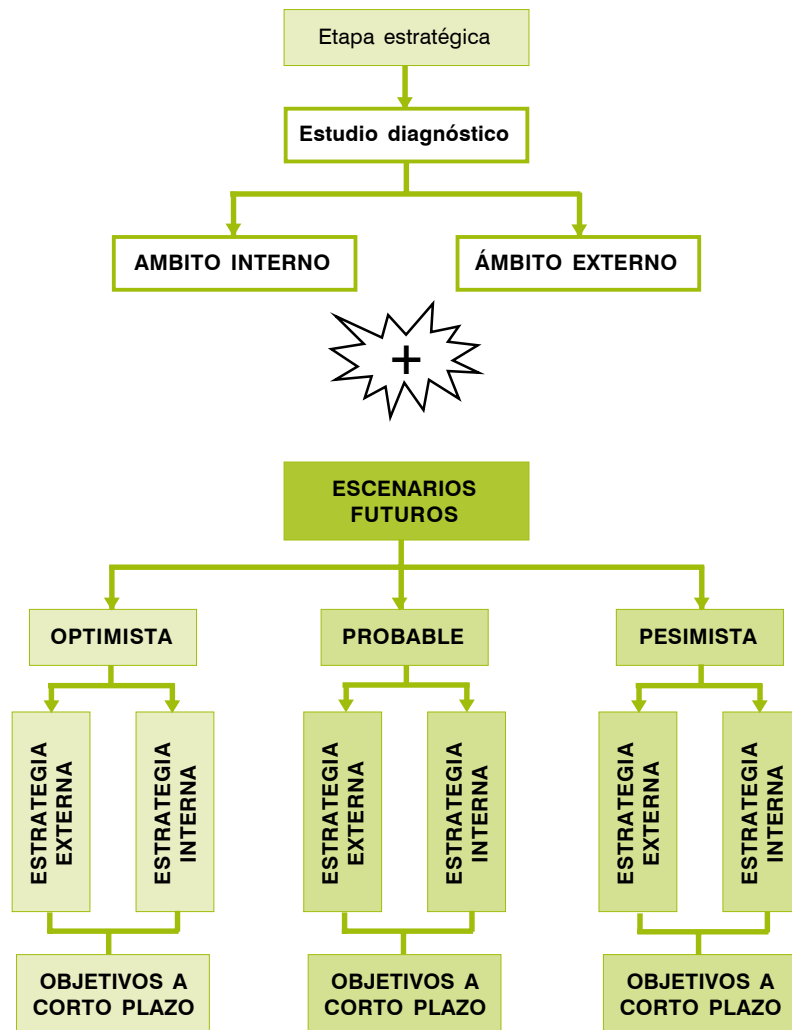 Etapa estratégica
Estudio diagnóstico
AMBITO INTERNO
ÁMBITO EXTERNO
+
ESCENARIOS
FUTUROS
OPTIMISTA
PROBABLE
PESIMISTA
ESTRATEGIA
EXTERNA
ESTRATEGIA
INTERNA
ESTRATEGIA
EXTERNA
ESTRATEGIA
INTERNA
ESTRATEGIA
EXTERNA
ESTRATEGIA
INTERNA
OBJETIVOS A
CORTO PLAZO
OBJETIVOS A
CORTO PLAZO
OBJETIVOS A
CORTO PLAZO